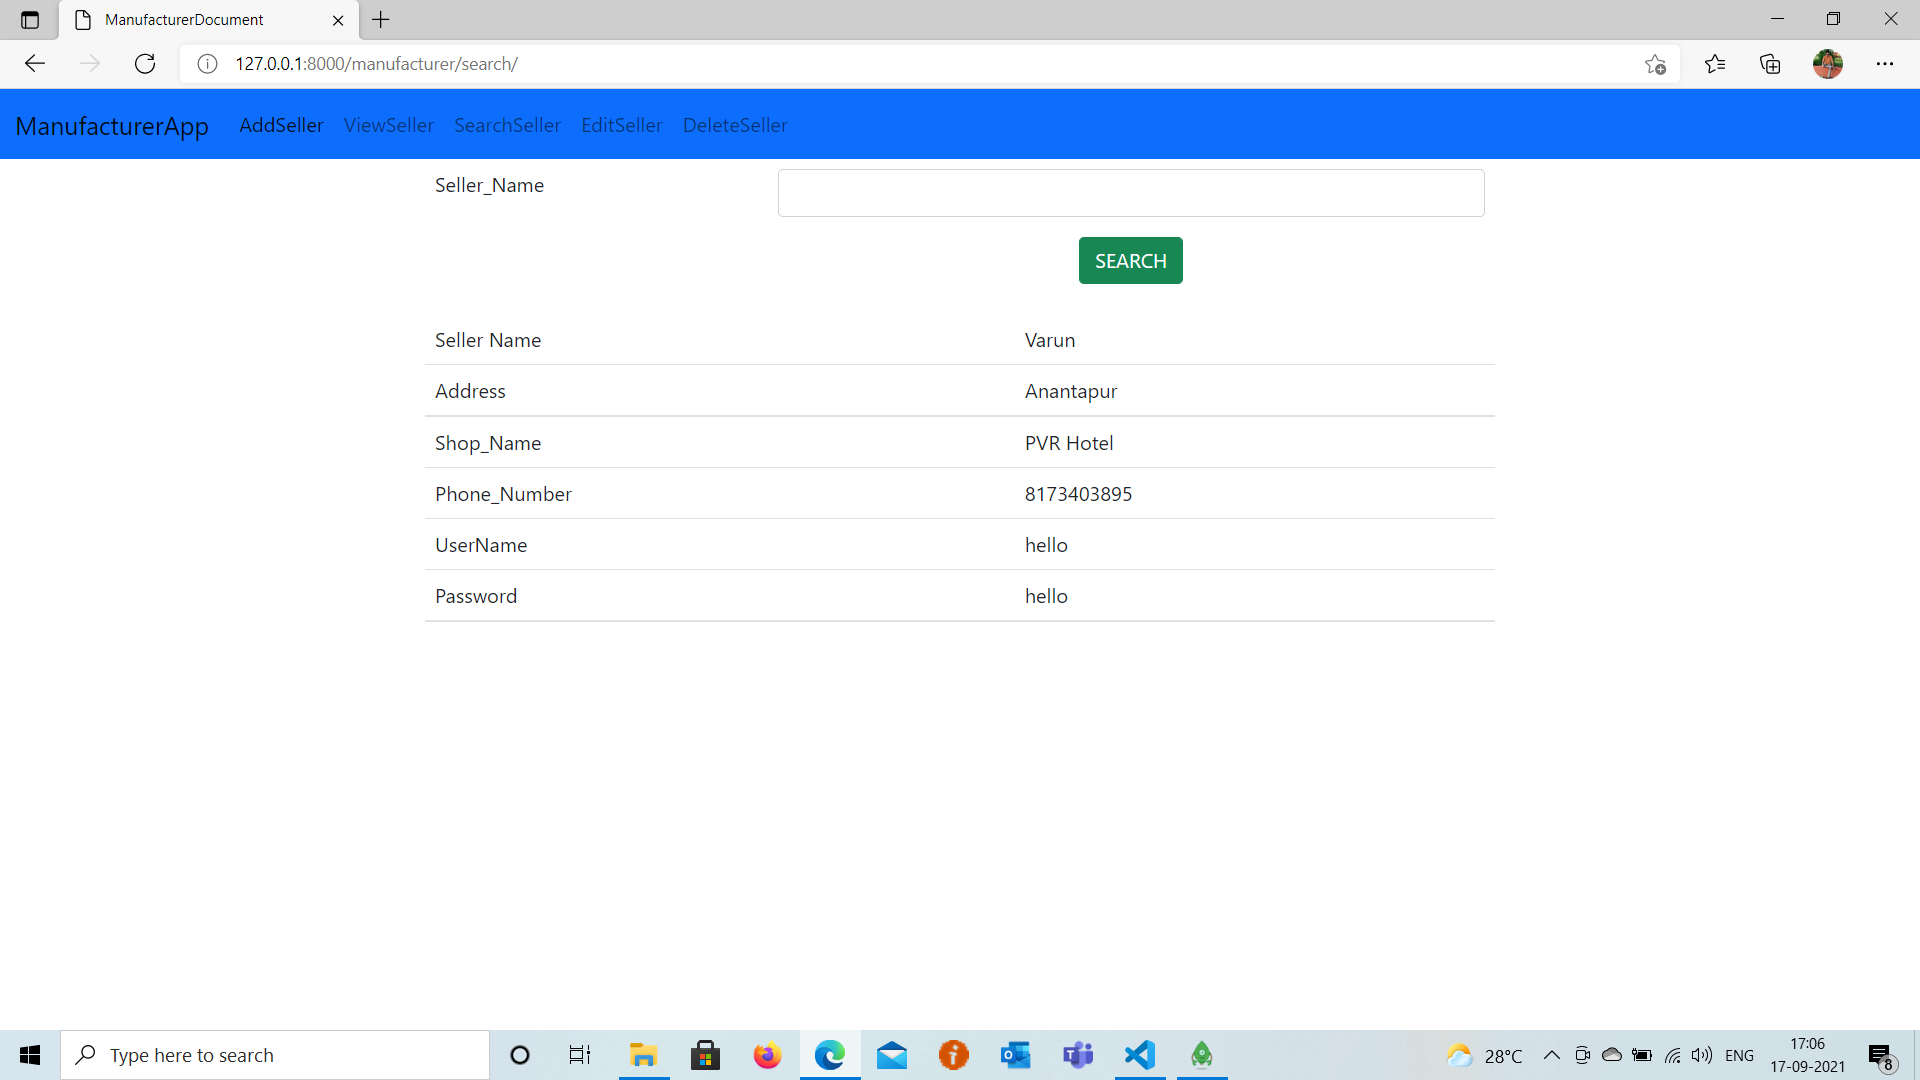 ManufacturerDocument
127.0.0.1:8000/manufacturer/search/
ManufacturerApp AddSeller ViewSeller SearchSeller EditSeller DeleteSeller
Seller_Name
SEARCH
Seller Name Varun
Address Anantapur
Shop_Name PVR Hotel
Phone_Number 8173403895
UserName hello
Password hello
Type here to search 28°C ENG 17:06
17-09-2021
8